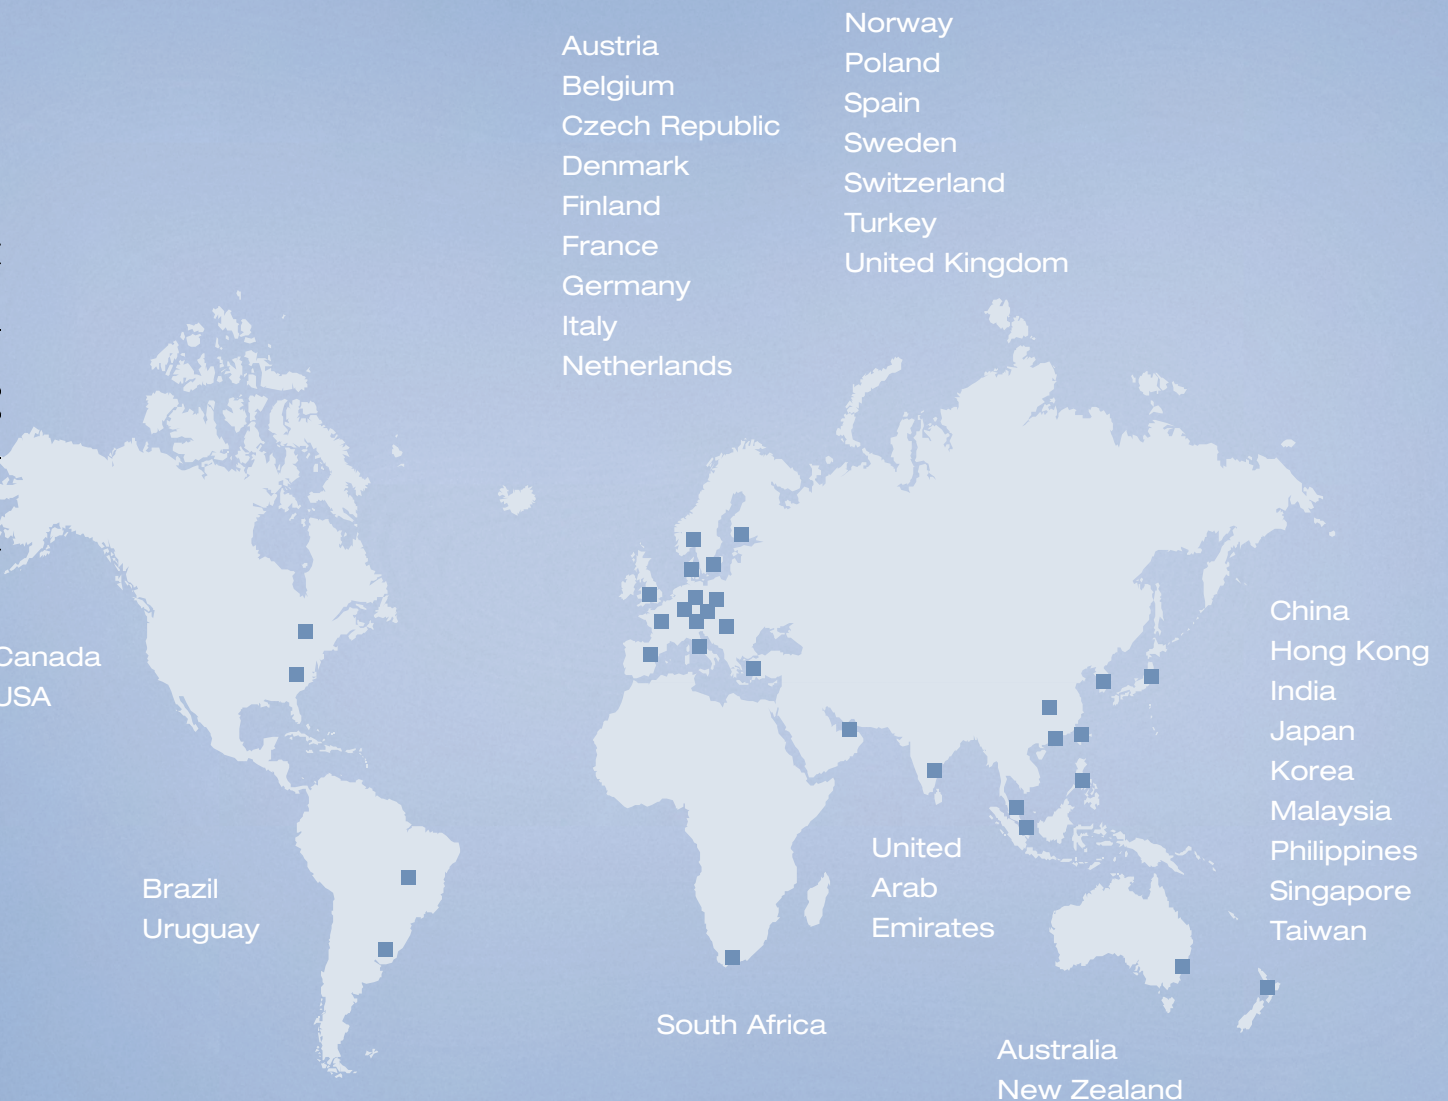 Austria
Belgium
Czech Republic
Denmark
Finland
France
Germany
Italy
Netherlands
Norway
Poland
Spain
Sweden
Switzerland
Turkey
United Kingdom
Canada
USA
China
Hong Kong
India
Japan
Korea
Malaysia
Philippines
Singapore
Taiwan
Brazil
Uruguay
United
Arab
Emirates
South Africa
Australia
New Zealand